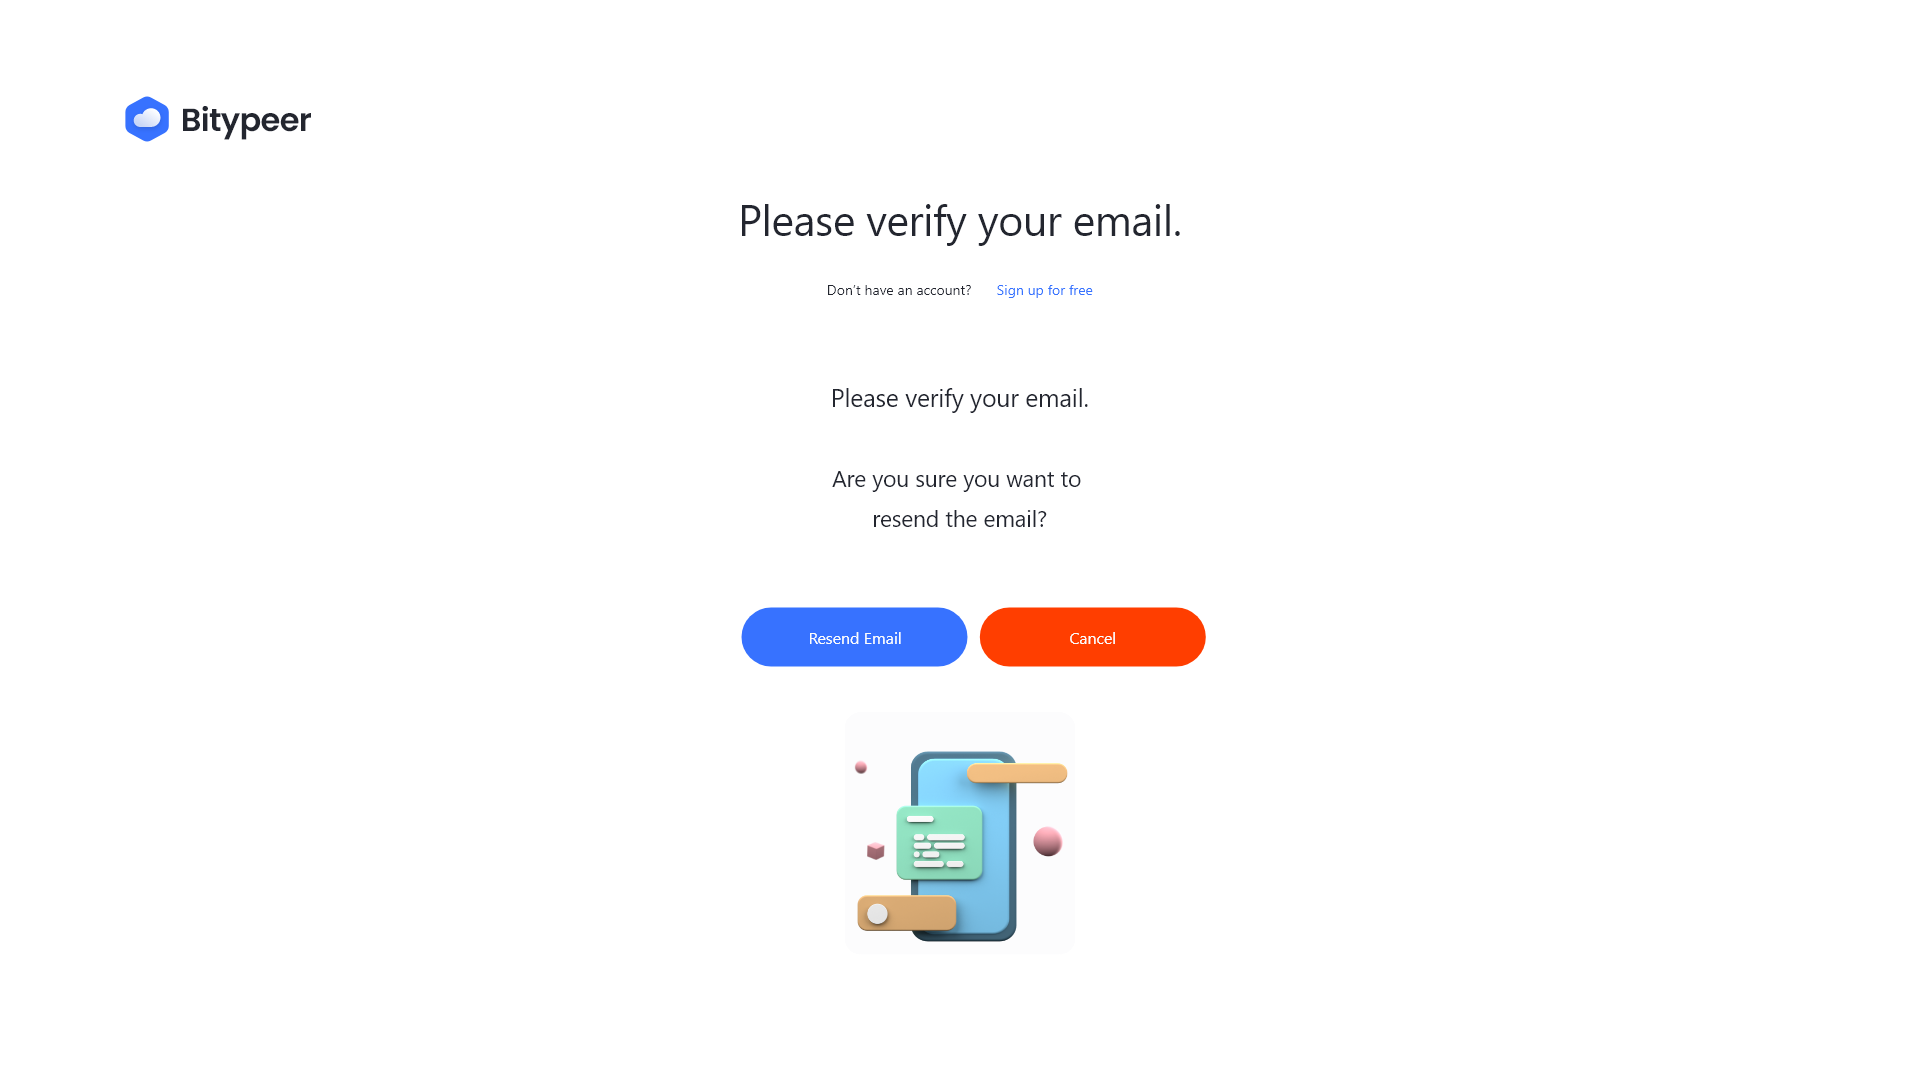 Bitypeer
Please verify your email.
Don't have an account? Sign up for free
Please verify your email.
Are you sure you want to
resend the email?
Resend Email Cancel